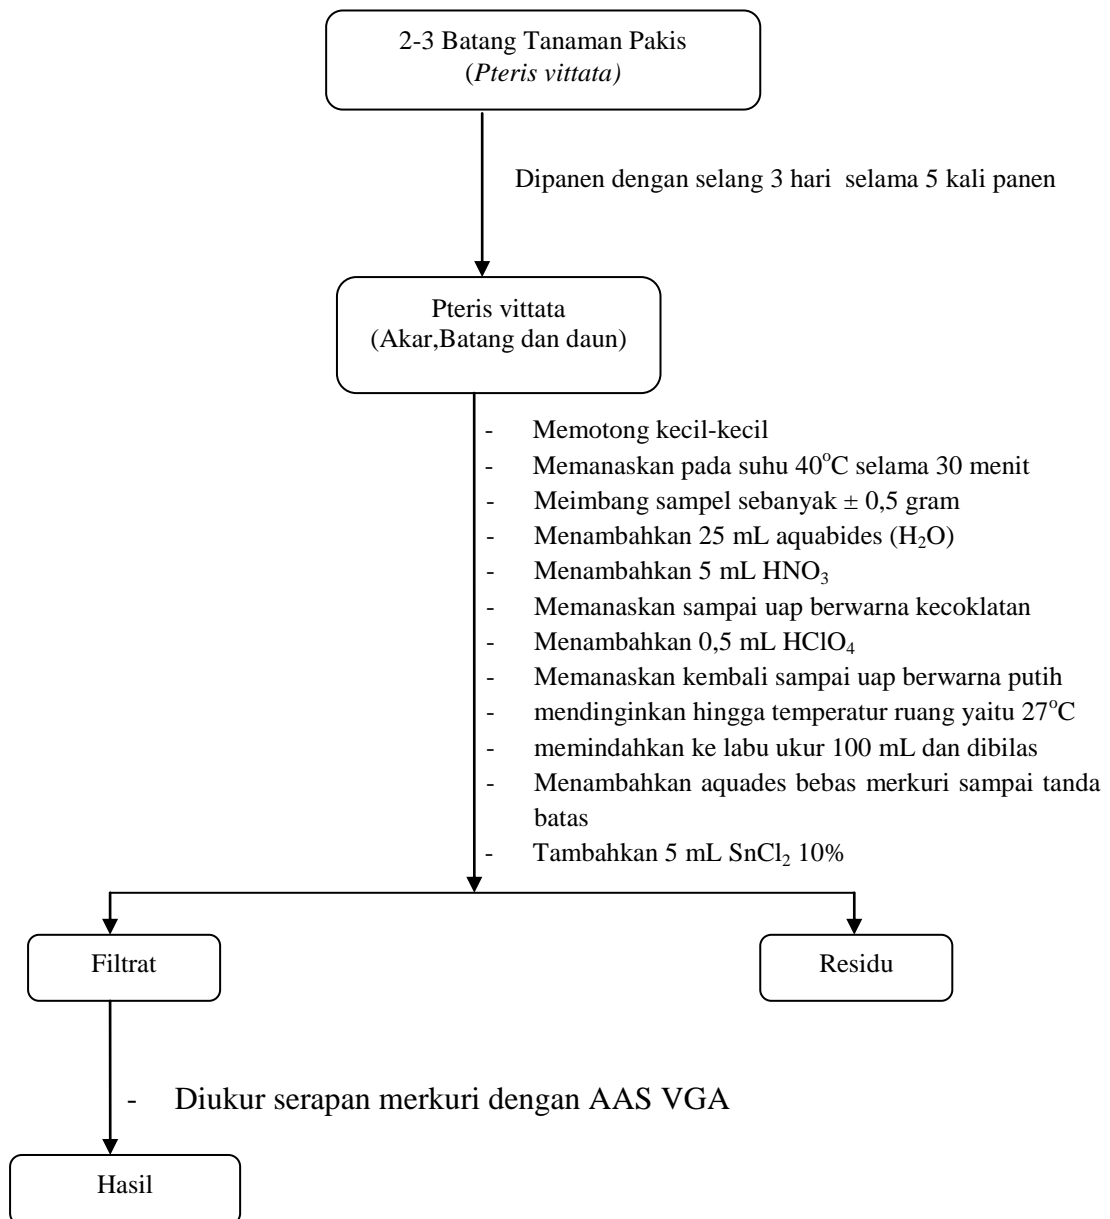 2-3 Batang Tanaman Pakis
(Pteris vittata)
Dipanen dengan selang 3 hari  selama 5 kali panen
Pteris vittata
(Akar,Batang dan daun)
- Memotong kecil-kecil
- Memanaskan pada suhu 40°C selama 30 menit
- Meimbang sampel sebanyak ± 0,5 gram
- Menambahkan 25 mL aquabides (H₂O)
- Menambahkan 5 mL HNO₃
- Memanaskan sampai uap berwarna kecoklatan
- Menambahkan 0,5 mL HClO₄
- Memanaskan kembali sampai uap berwarna putih
- mendinginkan hingga temperatur ruang yaitu 27°C
- memindahkan ke labu ukur 100 mL dan dibilas
- Menambahkan aquades bebas merkuri sampai tanda
batas
- Tambahkan 5 mL SnCl₂ 10%
Filtrat
Residu
- Diukur serapan merkuri dengan AAS VGA
Hasil